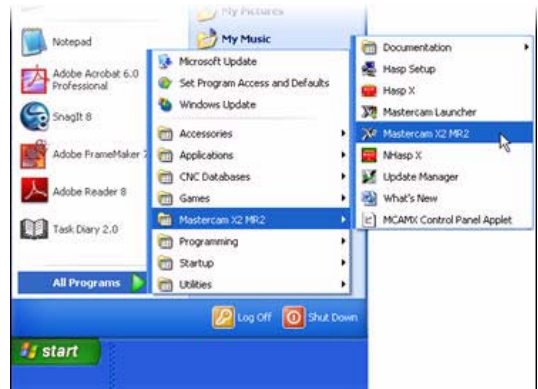 My Pictures
My Music
Notepad
Adobe Acrobat 6.0
Professional
SnagIt 8
Adobe FrameMaker 7
Adobe Reader 8
Task Diary 2.0
All Programs
Microsoft Update
Set Program Access and Defaults
Windows Update
Accessories
Applications
CNC Databases
Games
Mastercam X2 MR2
Programming
Startup
Utilities
Documentation
Hasp Setup
Hasp X
Mastercam Launcher
Mastercam X2 MR2
NHasp X
Update Manager
What's New
MCAMX Control Panel Applet
Log Off
Shut Down
start